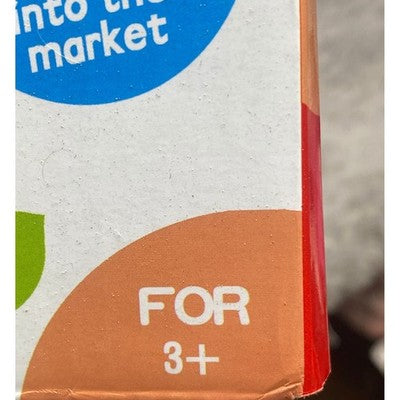 into the
market
FOR
3+